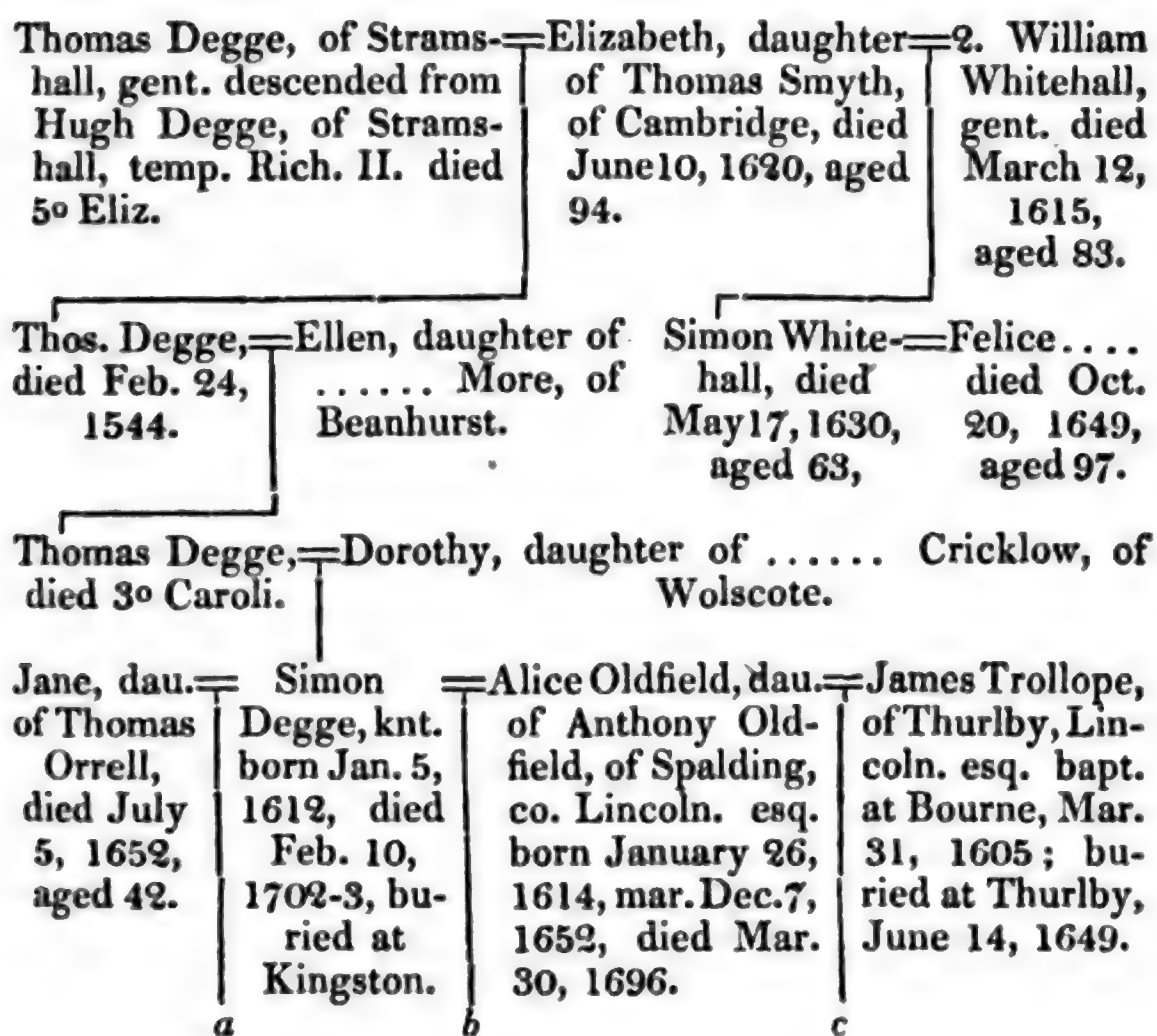 Thomas Degge, of Strams-
hall, gent. descended from
Hugh Degge, of Strams-
hall, temp. Rich. II. died
5o Eliz.
Elizabeth, daughter
of Thomas Smyth,
of Cambridge, died
June 10, 1620, aged
94.
2. William
Whitehall,
gent. died
March 12,
1615,
aged 83.
Thos. Degge,
died Feb. 24,
1544.
Ellen, daughter of
...... More, of
Beanhurst.
Simon White-
hall, died
May 17, 1630,
aged 63,
Felice....
died Oct.
20, 1649,
aged 97.
Thomas Degge,
died 3o Caroli.
Dorothy, daughter of ...... Cricklow, of
Wolscote.
Jane, dau.
of Thomas
Orrell,
died July
5, 1652,
aged 42.
Simon
Degge, knt.
born Jan. 5,
1612, died
Feb. 10,
1702-3, bu-
ried at
Kingston.
Alice Oldfield, dau.
of Anthony Old-
field, of Spalding,
co. Lincoln. esq.
born January 26,
1614, mar. Dec. 7,
1652, died Mar.
30, 1696.
James Trollope,
of Thurlby, Lin-
coln. esq. bapt.
at Bourne, Mar.
31, 1605; bu-
ried at Thurlby,
June 14, 1649.
a
b
c